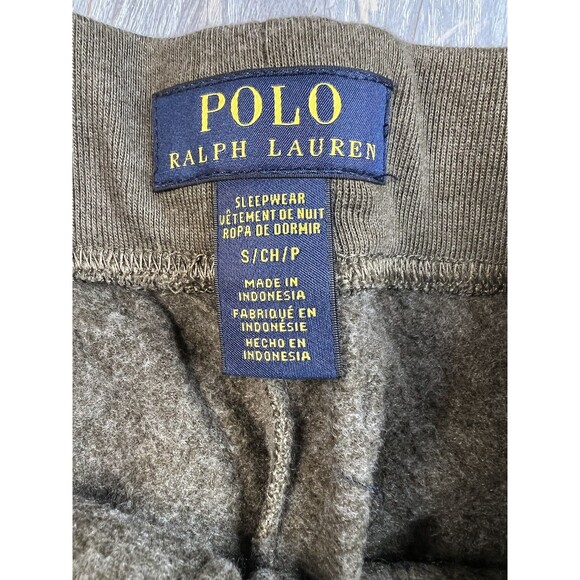 POLO
RALPH LAUREN
SLEEPWEAR
VÊTEMENT DE NUIT
ROPA DE DORMIR
S/CH/P
MADE IN
INDONESIA
FABRIQUÉ EN
INDONÉSIE
HECHO EN
INDONESIA